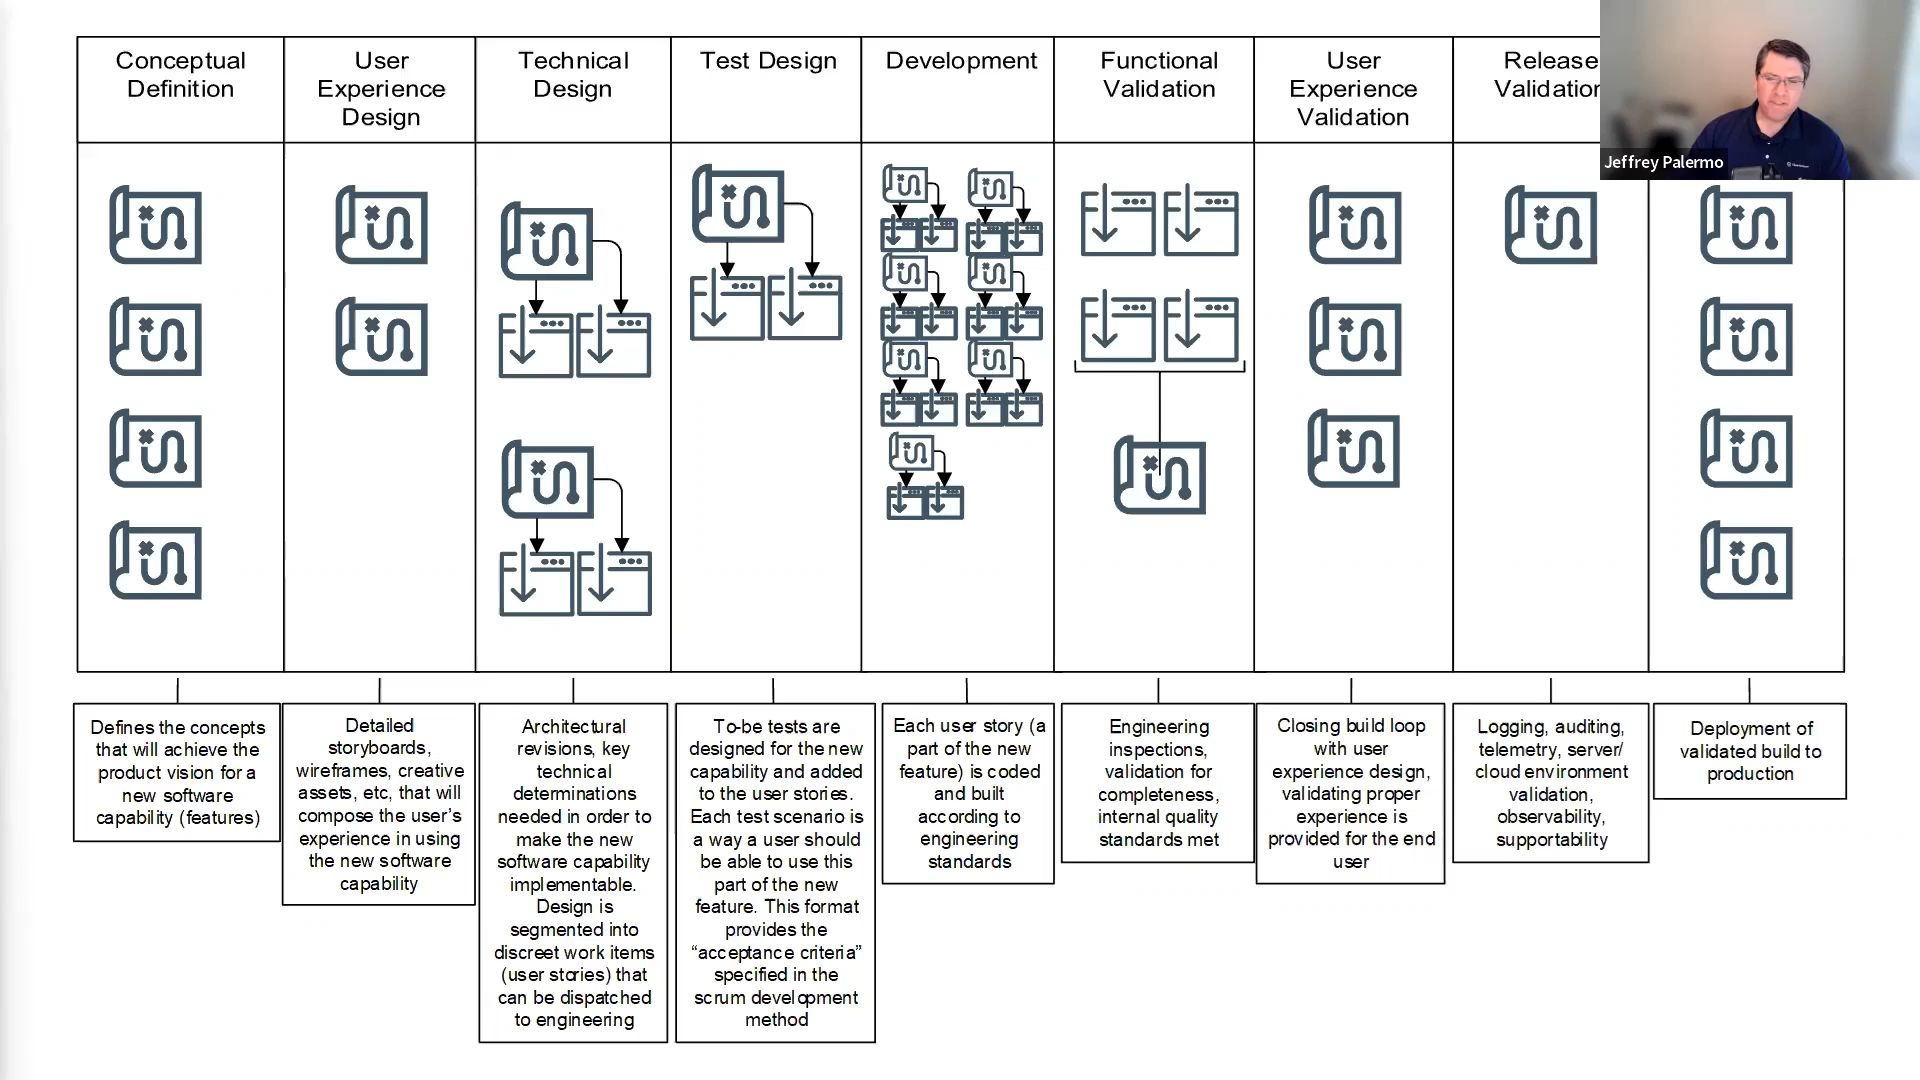 Conceptual
Definition
User
Experience
Design
Technical
Design
Test Design
Development
Functional
Validation
User
Experience
Validation
Release
Validation
Jeffrey Palermo
Defines the concepts
that will achieve the
product vision for a
new software
capability (features)
Detailed
storyboards,
wireframes, creative
assets, etc, that will
compose the user's
experience in using
the new software
capability
Architectural
revisions, key
technical
determinations
needed in order to
make the new
software capability
implementable.
Design is
segmented into
discreet work items
(user stories) that
can be dispatched
to engineering
To-be tests are
designed for the new
capability and added
to the user stories.
Each test scenario is
a way a user should
be able to use this
part of the new
feature. This format
provides the
“acceptance criteria”
specified in the
scrum development
method
Each user story (a
part of the new
feature) is coded
and built
according to
engineering
standards
Engineering
inspections,
validation for
completeness,
internal quality
standards met
Closing build loop
with user
experience design,
validating proper
experience is
provided for the end
user
Logging, auditing,
telemetry, server/
cloud environment
validation,
observability,
supportability
Deployment of
validated build to
production